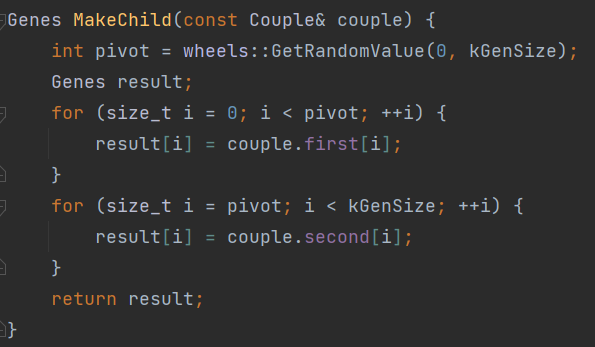 Genes MakeChild(const Couple& couple) {
    int pivot = wheels::GetRandomValue(0, kGenSize);
    Genes result;
    for (size_t i = 0; i < pivot; ++i) {
        result[i] = couple.first[i];
    }
    for (size_t i = pivot; i < kGenSize; ++i) {
        result[i] = couple.second[i];
    }
    return result;
}